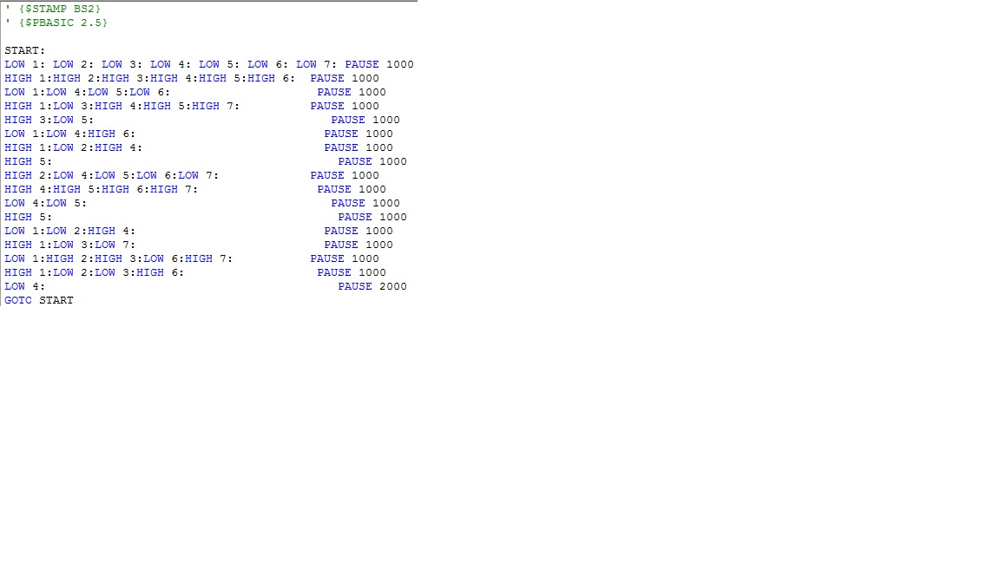 ' {$STAMP BS2}
' {$PBASIC 2.5}
START:
LOW 1: LOW 2: LOW 3: LOW 4: LOW 5: LOW 6: LOW 7: PAUSE 1000
HIGH 1:HIGH 2:HIGH 3:HIGH 4:HIGH 5:HIGH 6: PAUSE 1000
LOW 1:LOW 4:LOW 5:LOW 6: PAUSE 1000
HIGH 1:LOW 3:HIGH 4:HIGH 5:HIGH 7: PAUSE 1000
HIGH 3:LOW 5: PAUSE 1000
LOW 1:LOW 4:HIGH 6: PAUSE 1000
HIGH 1:LOW 2:HIGH 4: PAUSE 1000
HIGH 5: PAUSE 1000
HIGH 2:LOW 4:LOW 5:LOW 6:LOW 7: PAUSE 1000
HIGH 4:HIGH 5:HIGH 6:HIGH 7: PAUSE 1000
LOW 4:LOW 5: PAUSE 1000
HIGH 5: PAUSE 1000
LOW 1:LOW 2:HIGH 4: PAUSE 1000
HIGH 1:LOW 3:LOW 7: PAUSE 1000
LOW 1:HIGH 2:HIGH 3:LOW 6:HIGH 7: PAUSE 1000
HIGH 1:LOW 2:LOW 3:HIGH 6: PAUSE 1000
LOW 4: PAUSE 2000
GOTO START